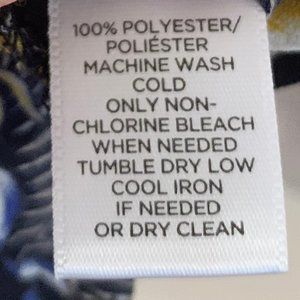 100% POLYESTER/
POLIÉSTER
MACHINE WASH
COLD
ONLY NON-
CHLORINE BLEACH
WHEN NEEDED
TUMBLE DRY LOW
COOL IRON
IF NEEDED
OR DRY CLEAN